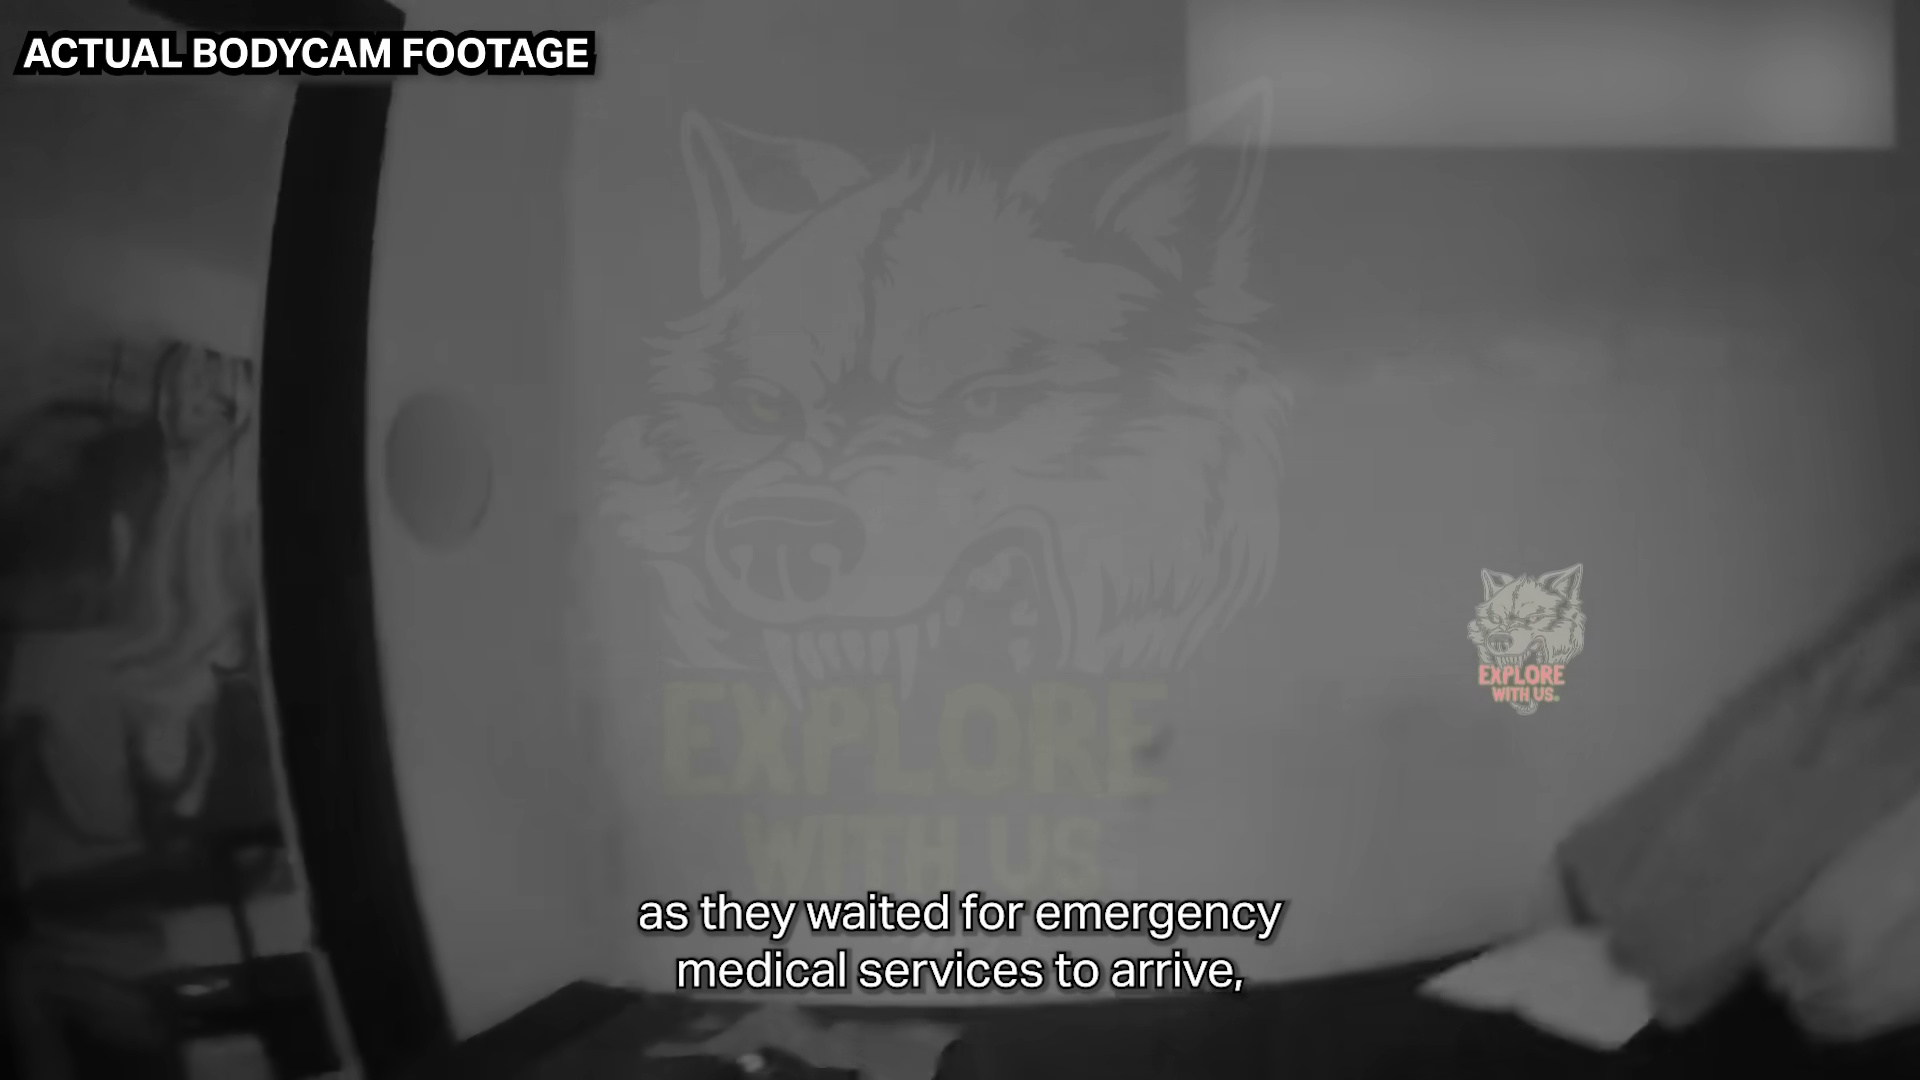 ACTUAL BODYCAM FOOTAGE
EXPLORE
WITH US.
EXPLORE
WITH US
as they waited for emergency
medical services to arrive,